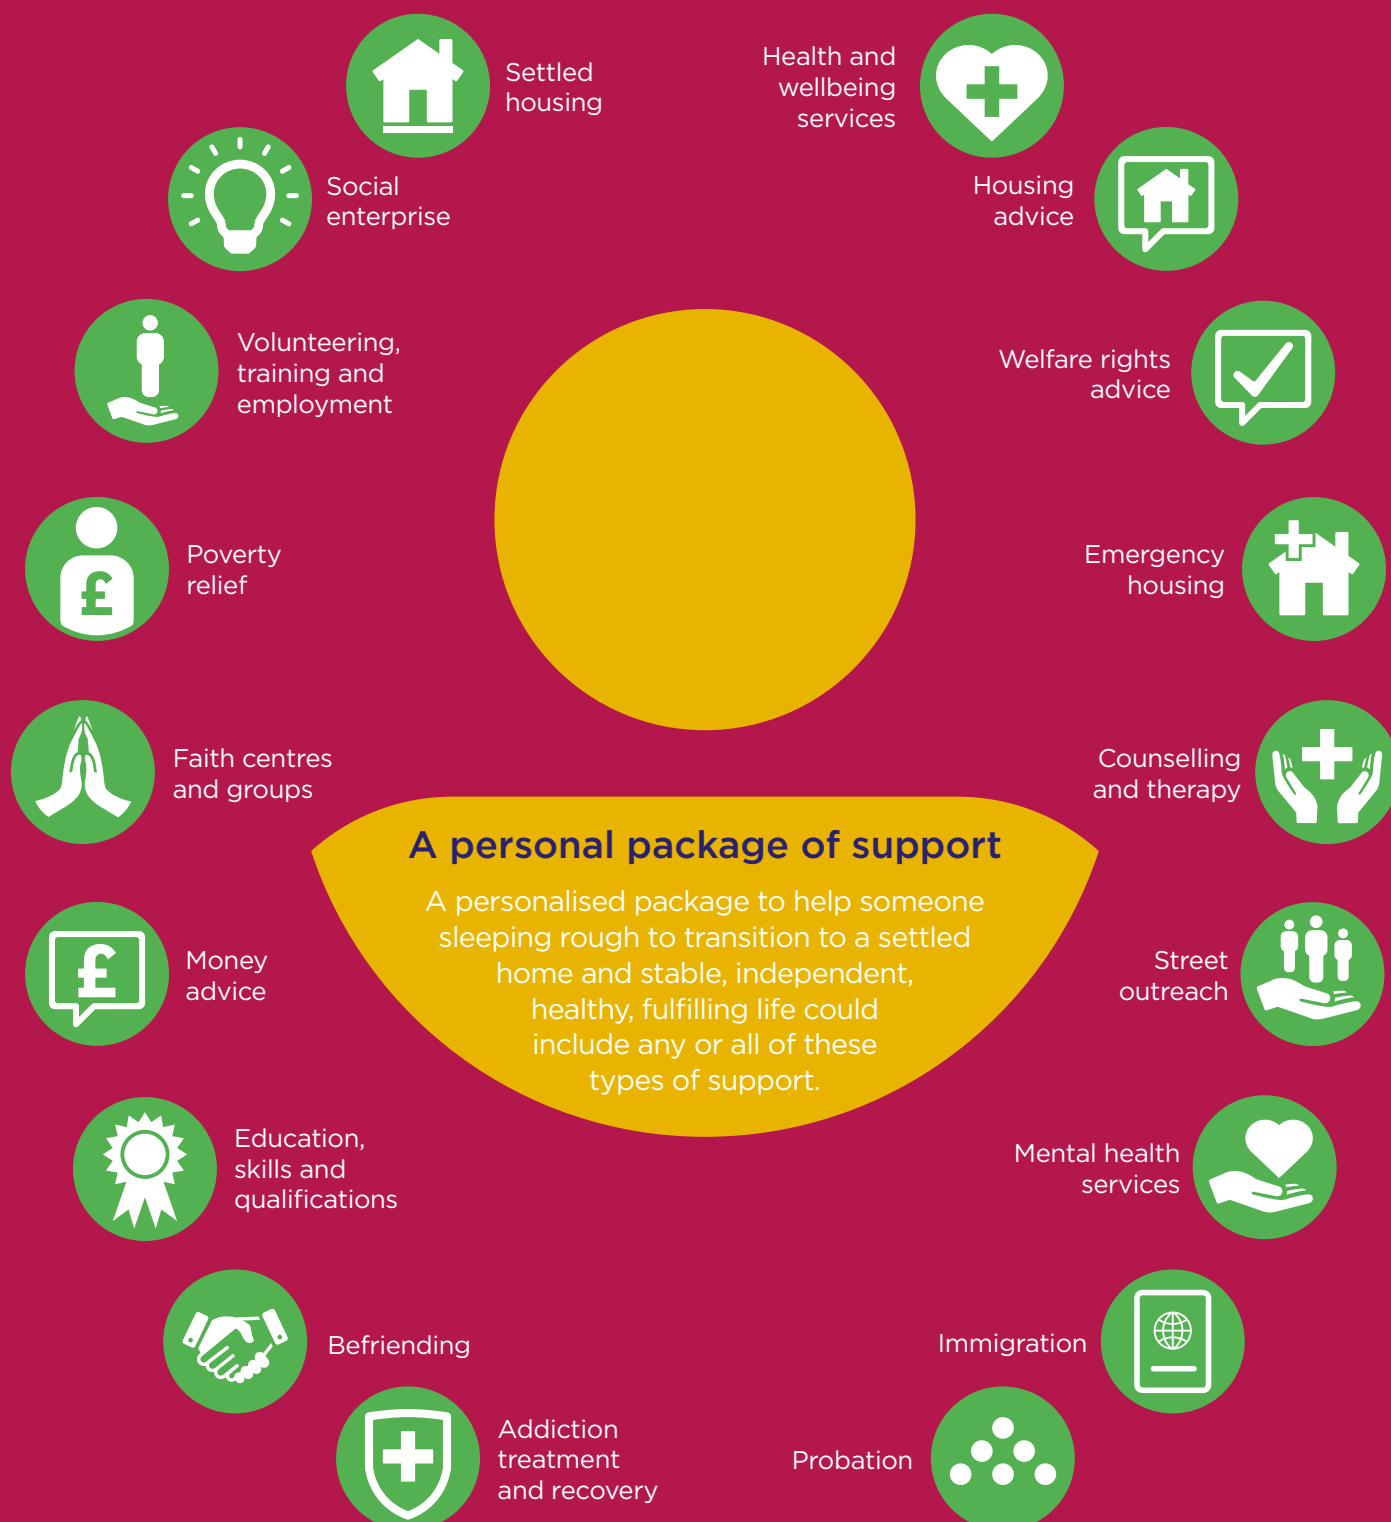 Settled
housing
Health and
wellbeing
services
Social
enterprise
Housing
advice
Volunteering,
training and
employment
Welfare rights
advice
Poverty
relief
£
Emergency
housing
Faith centres
and groups
Counselling
and therapy
A personal package of support
A personalised package to help someone
sleeping rough to transition to a settled
home and stable, independent,
healthy, fulfilling life could
include any or all of these
types of support.
Money
advice
£
Street
outreach
Education,
skills and
qualifications
Mental health
services
Befriending
Immigration
Addiction
treatment
and recovery
Probation